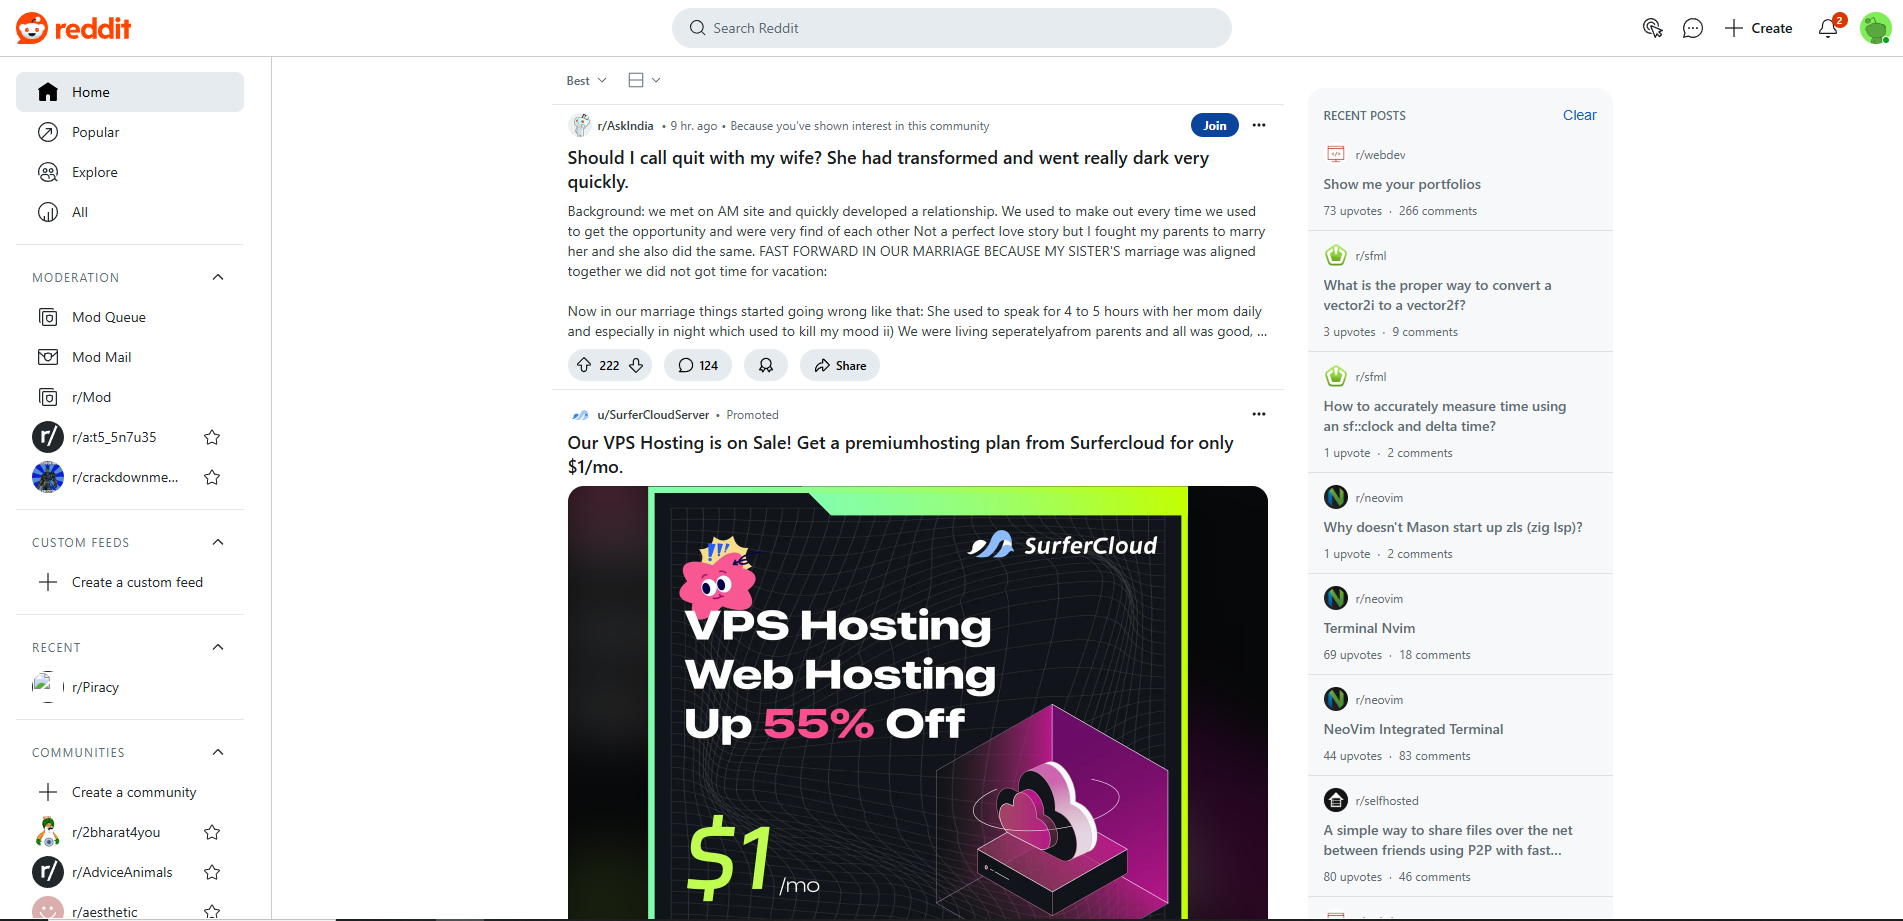 reddit
Search Reddit
Create
2
Home
Popular
Explore
All
MODERATION
Mod Queue
Mod Mail
r/Mod
r/a:t5_5n7u35
r/crackdownme...
CUSTOM FEEDS
Create a custom feed
RECENT
r/Piracy
COMMUNITIES
Create a community
r/2bharat4you
r/AdviceAnimals
r/aesthetic
Best
r/AskIndia • 9 hr. ago • Because you've shown interest in this community
Join
Should I call quit with my wife? She had transformed and went really dark very
quickly.
Background: we met on AM site and quickly developed a relationship. We used to make out every time we used
to get the opportunity and were very find of each other Not a perfect love story but I fought my parents to marry
her and she also did the same. FAST FORWARD IN OUR MARRIAGE BECAUSE MY SISTER'S marriage was aligned
together we did not got time for vacation:
Now in our marriage things started going wrong like that: She used to speak for 4 to 5 hours with her mom daily
and especially in night which used to kill my mood ii) We were living seperatelyafrom parents and all was good, ...
222
124
Share
u/SurferCloudServer • Promoted
Our VPS Hosting is on Sale! Get a premiumhosting plan from Surfercloud for only
$1/mo.
!!!
SurferCloud
VPS Hosting
Web Hosting
Up 55% Off
$1 /mo
RECENT POSTS
Clear
r/webdev
Show me your portfolios
73 upvotes · 266 comments
r/sfml
What is the proper way to convert a
vector2i to a vector2f?
3 upvotes · 9 comments
r/sfml
How to accurately measure time using
an sf::clock and delta time?
1 upvote · 2 comments
r/neovim
Why doesn't Mason start up zls (zig lsp)?
1 upvote · 2 comments
r/neovim
Terminal Nvim
69 upvotes · 18 comments
r/neovim
NeoVim Integrated Terminal
44 upvotes · 83 comments
r/selfhosted
A simple way to share files over the net
between friends using P2P with fast...
80 upvotes · 46 comments